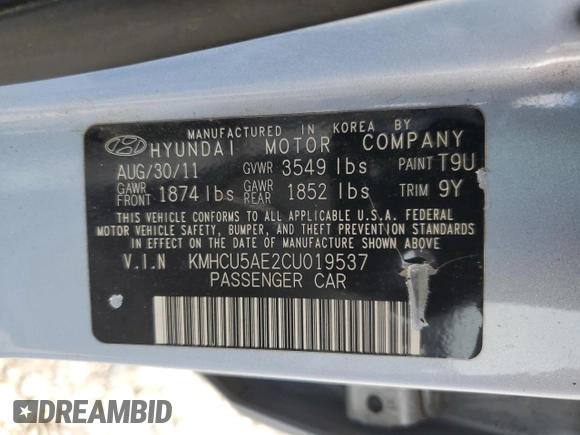 MANUFACTURED IN KOREA BY
HYUNDAI MOTOR COMPANY
AUG/30/11 GVWR 3549 lbs PAINT T9U
GAWR FRONT 1874 lbs GAWR REAR 1852 lbs TRIM 9Y
THIS VEHICLE CONFORMS TO ALL APPLICABLE U.S.A. FEDERAL
MOTOR VEHICLE SAFETY, BUMPER, AND THEFT PREVENTION STANDARDS
IN EFFECT ON THE DATE OF MANUFACTURE SHOWN ABOVE.
V.I.N KMHCU5AE2CU019537
PASSENGER CAR
DREAMBID